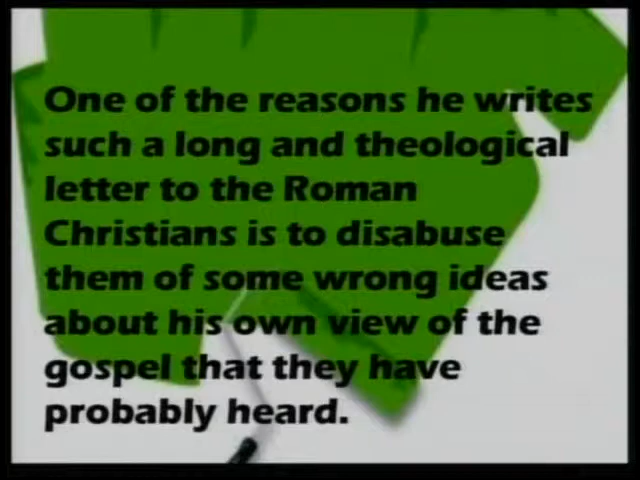 One of the reasons he writes
such a long and theological
letter to the Roman
Christians is to disabuse
them of some wrong ideas
about his own view of the
gospel that they have
probably heard.